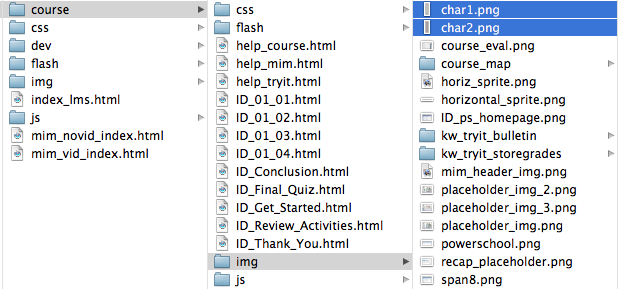 course
css
dev
flash
img
index_lms.html
js
mim_novid_index.html
mim_vid_index.html
css
flash
help_course.html
help_mim.html
help_tryit.html
ID_01_01.html
ID_01_02.html
ID_01_03.html
ID_01_04.html
ID_Conclusion.html
ID_Final_Quiz.html
ID_Get_Started.html
ID_Review_Activities.html
ID_Thank_You.html
img
js
char1.png
char2.png
course_eval.png
course_map
horiz_sprite.png
horizontal_sprite.png
ID_ps_homepage.png
kw_tryit_bulletin
kw_tryit_storegrades
mim_header_img.png
placeholder_img_2.png
placeholder_img_3.png
placeholder_img.png
powerschool.png
recap_placeholder.png
span8.png